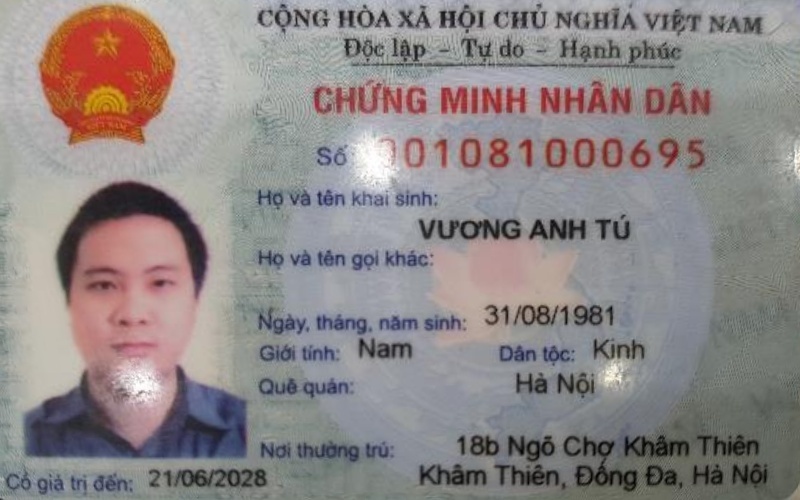 CỘNG HÒA XÃ HỘI CHỦ NGHĨA VIỆT NAM
Độc lập - Tự do - Hạnh phúc
CHỨNG MINH NHÂN DÂN
Số 001081000695
Họ và tên khai sinh:
VƯƠNG ANH TÚ
Họ và tên gọi khác:
Ngày, tháng, năm sinh: 31/08/1981
Giới tính: Nam Dân tộc: Kinh
Quê quán: Hà Nội
Nơi thường trú: 18b Ngõ Chợ Khâm Thiên
Khâm Thiên, Đống Đa, Hà Nội
Có giá trị đến: 21/06/2028